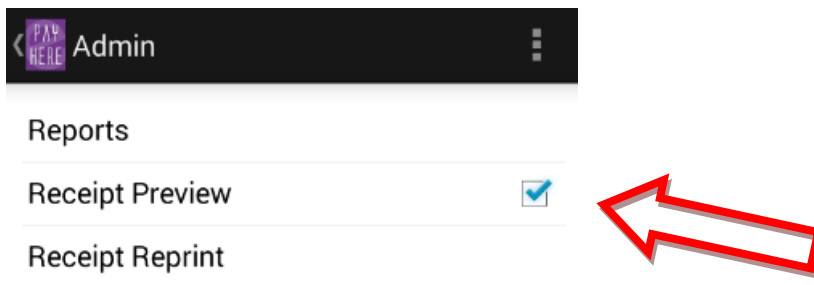 PAY
HERE
Admin
Reports
Receipt Preview
Receipt Reprint